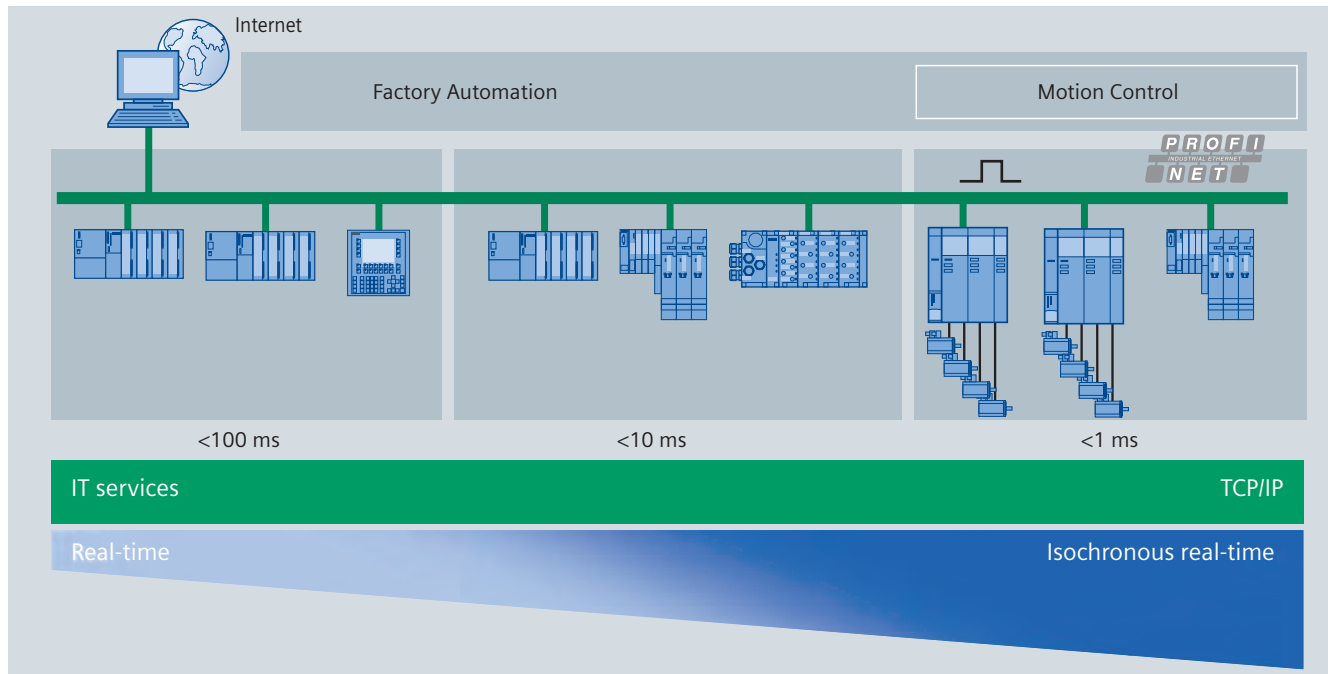 Internet
Factory Automation
Motion Control
PROFI
INDUSTRIAL ETHERNET
NET
<100 ms
<10 ms
<1 ms
IT services
TCP/IP
Real-time
Isochronous real-time